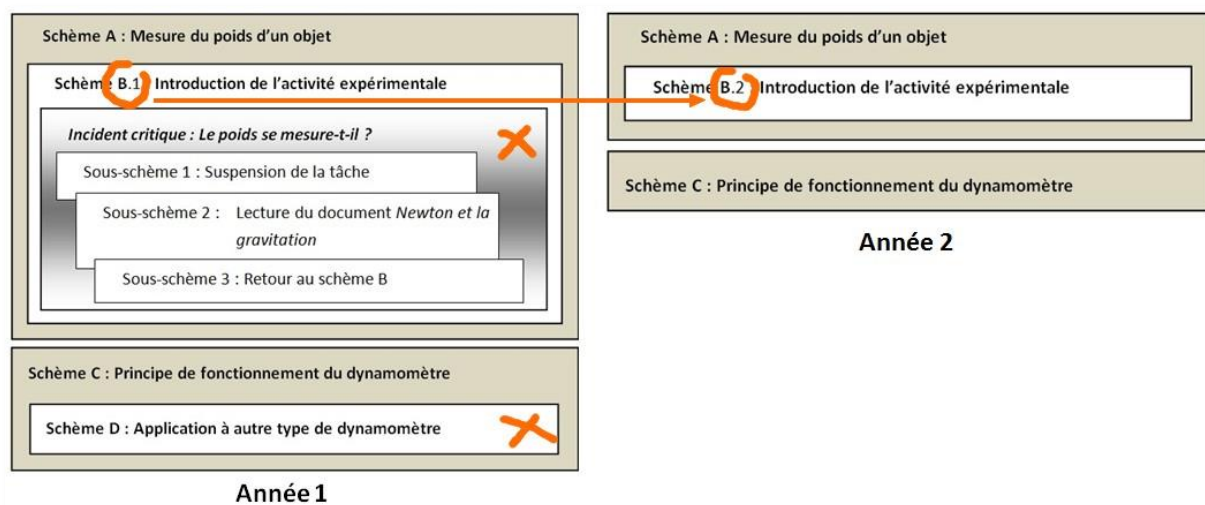 Schème A : Mesure du poids d'un objet
Schème B.1 Introduction de l'activité expérimentale
Incident critique : Le poids se mesure-t-il ?
Sous-schème 1 : Suspension de la tâche
Sous-schème 2 : Lecture du document Newton et la
gravitation
Sous-schème 3 : Retour au schème B
Schème C : Principe de fonctionnement du dynamomètre
Schème D : Application à autre type de dynamomètre
Année 1
Schème A : Mesure du poids d'un objet
Schème B.2 Introduction de l'activité expérimentale
Schème C : Principe de fonctionnement du dynamomètre
Année 2